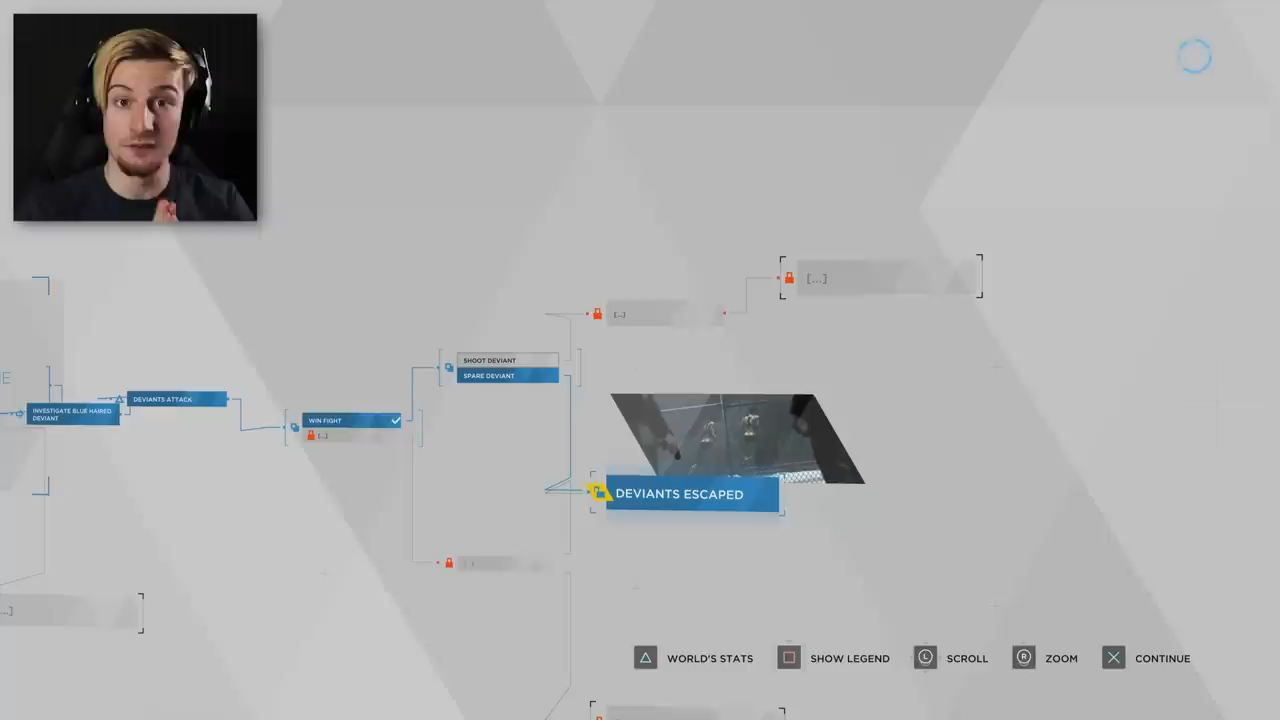 [...]
[...]
SHOOT DEVIANT
SPARE DEVIANT
E
DEVIANTS ATTACK
INVESTIGATE BLUE HAIRED
DEVIANT
WIN FIGHT
[...]
DEVIANTS ESCAPED
...]
WORLD'S STATS
SHOW LEGEND
L
SCROLL
R
ZOOM
CONTINUE